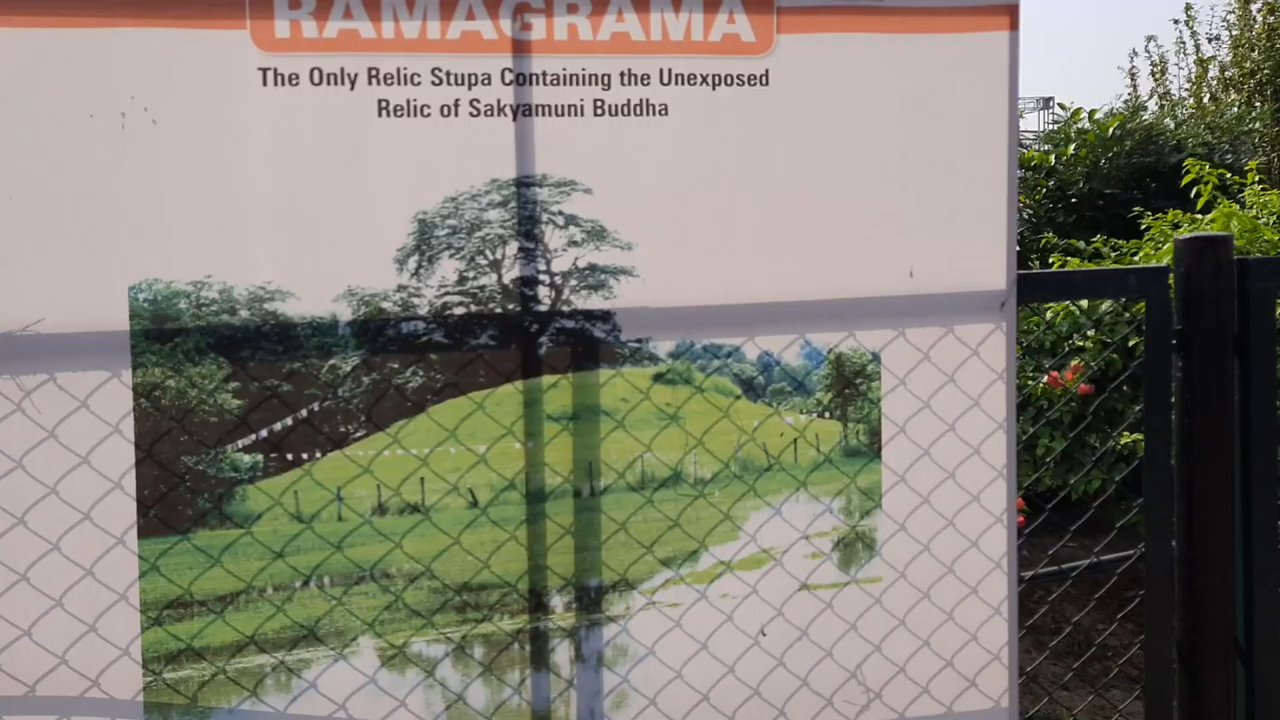 RAMAGRAMA
The Only Relic Stupa Containing the Unexposed
Relic of Sakyamuni Buddha